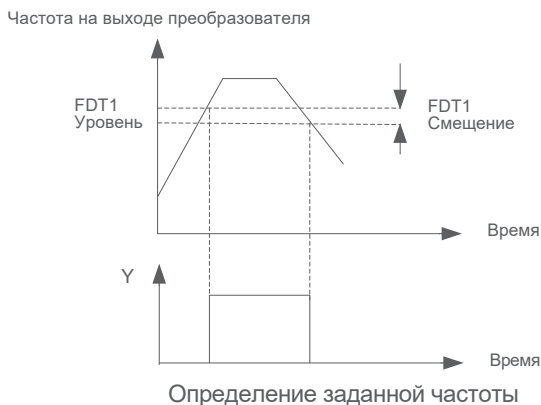 Частота на выходе преобразователя
FDT1
Уровень
FDT1
Смещение
Время
Y
Время
Определение заданной частоты